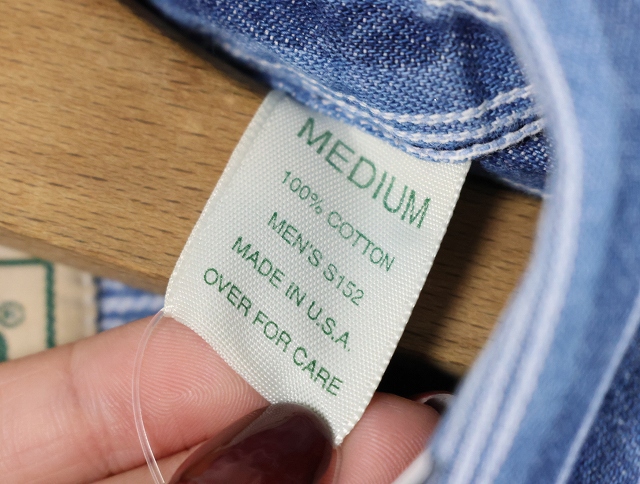 MEDIUM
100% COTTON
MEN'S S152
MADE IN U.S.A.
OVER FOR CARE
®